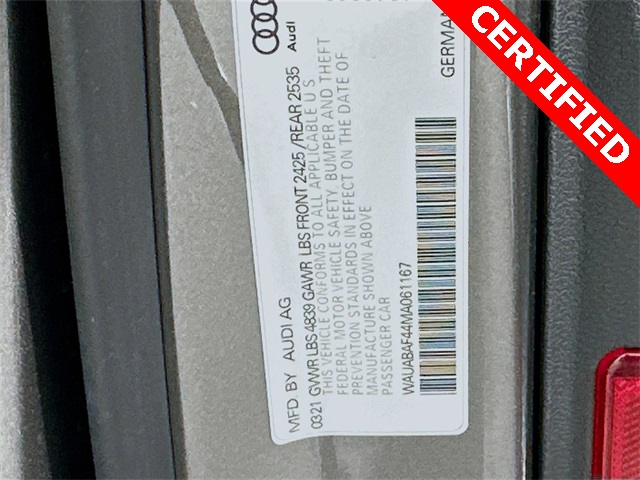 CERTIFIED
Audi
MFD BY AUDI AG
0321 GVWR LBS 4839 GAWR LBS FRONT 2425/REAR 2535
THIS VEHICLE CONFORMS TO ALL APPLICABLE U S
FEDERAL MOTOR VEHICLE SAFETY, BUMPER AND THEFT
PREVENTION STANDARDS IN EFFECT ON THE DATE OF
MANUFACTURE SHOWN ABOVE
PASSENGER CAR
WAUABAF44MA061167